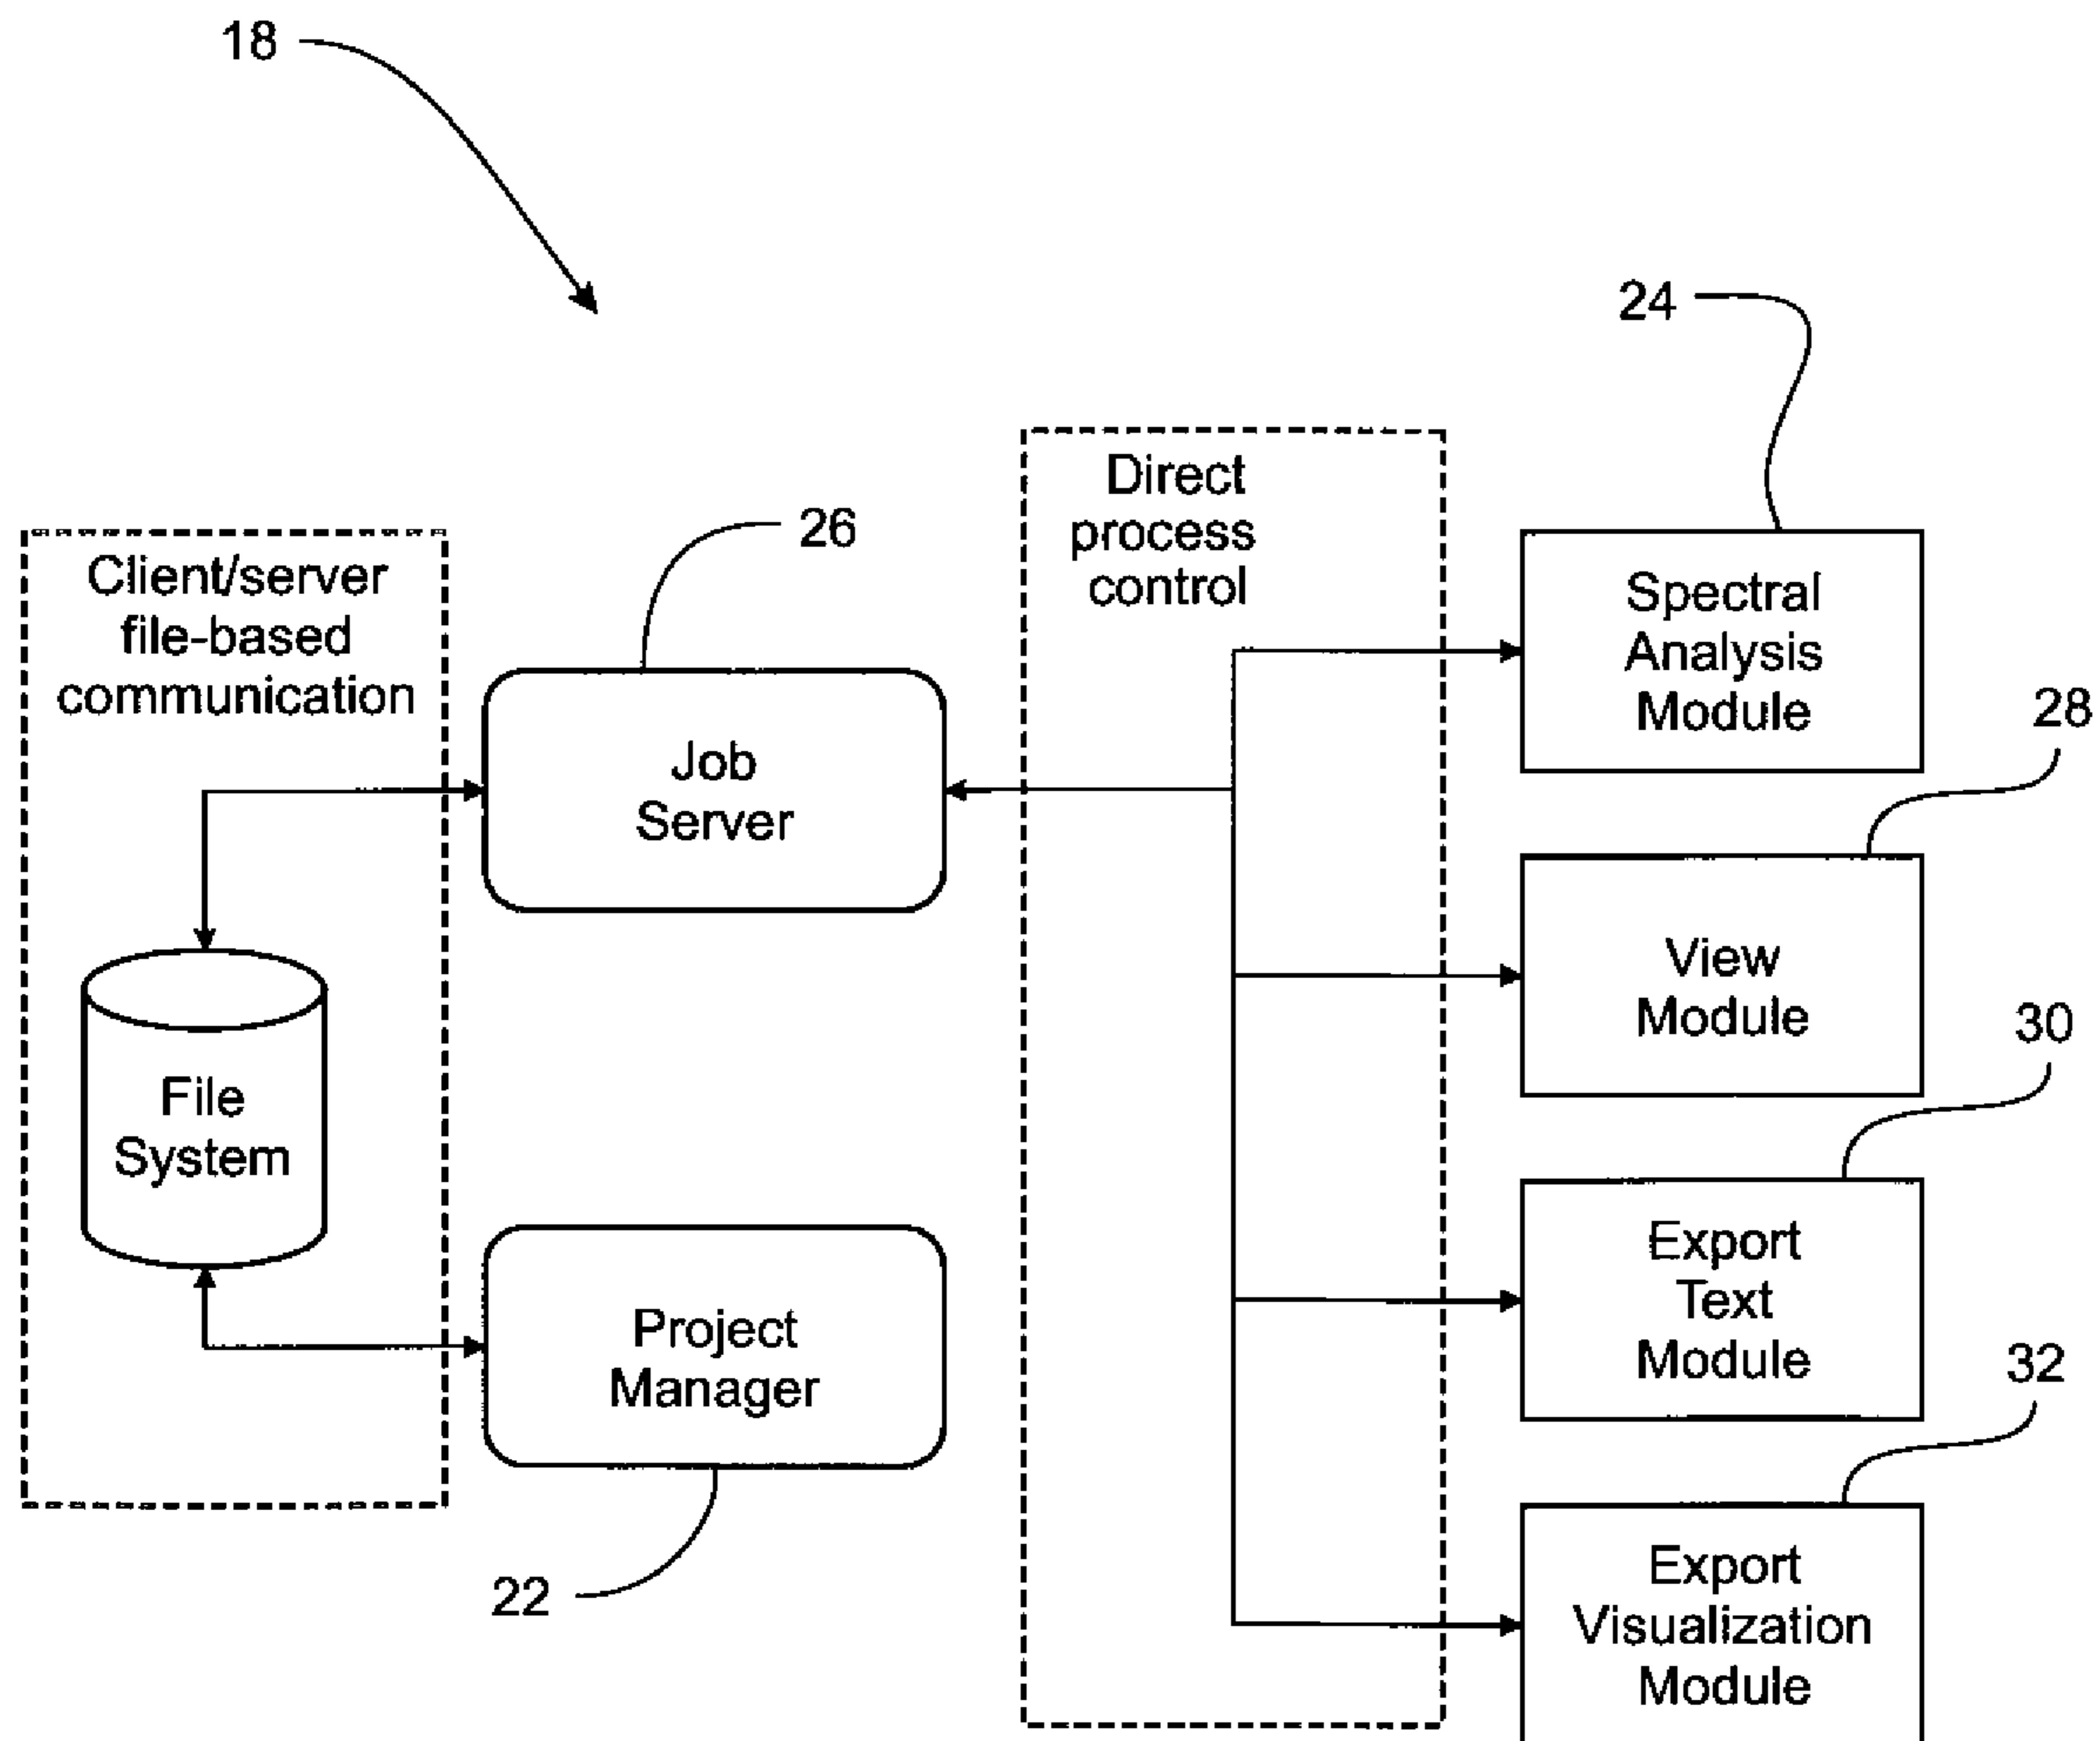 18
24
Direct
process
control
26
Client/server
file-based
communication
Spectral
Analysis
Module
28
Job
Server
View
Module
30
File
System
Export
Text
Module
Project
Manager
32
22
Export
Visualization
Module